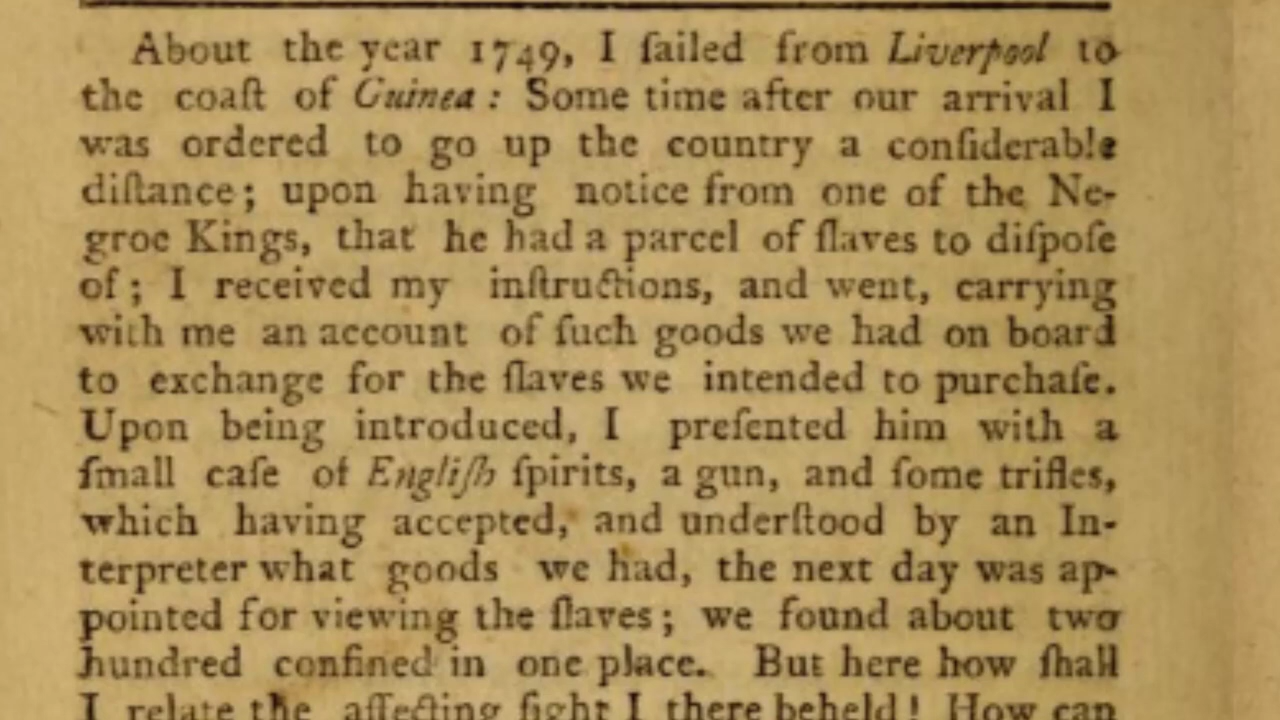 About the year 1749, I ſailed from Liverpool to
the coaſt of Guinea: Some time after our arrival I
was ordered to go up the country a conſiderable
diſtance; upon having notice from one of the Ne-
groe Kings, that he had a parcel of ſlaves to diſpoſe
of; I received my inſtructions, and went, carrying
with me an account of ſuch goods we had on board
to exchange for the ſlaves we intended to purchaſe.
Upon being introduced, I preſented him with a
ſmall caſe of Engliſh ſpirits, a gun, and ſome trifles,
which having accepted, and underſtood by an In-
terpreter what goods we had, the next day was ap-
pointed for viewing the ſlaves; we found about two
hundred confined in one place. But here how ſhall
I relate the affecting ſight I there beheld! How can